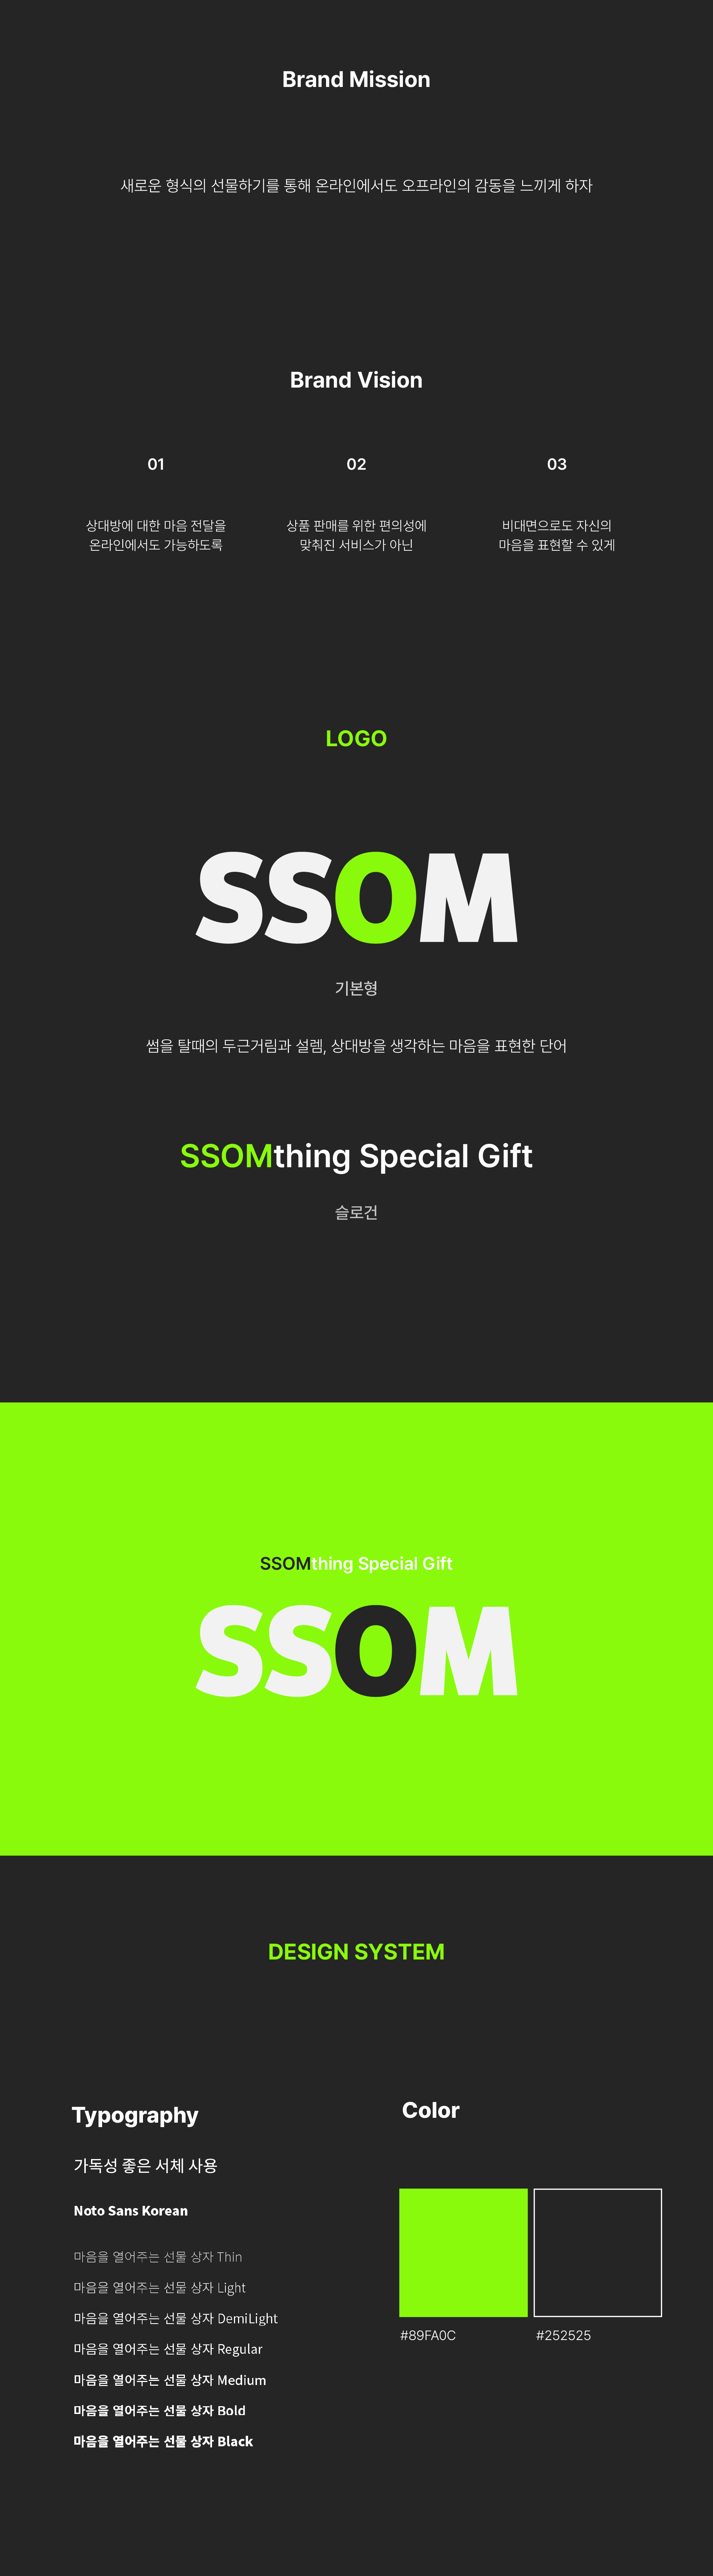 Brand Mission
새로운 형식의 선물하기를 통해 온라인에서도 오프라인의 감동을 느끼게 하자
Brand Vision
01
상대방에 대한 마음 전달을
온라인에서도 가능하도록
02
상품 판매를 위한 편의성에
맞춰진 서비스가 아닌
03
비대면으로도 자신의
마음을 표현할 수 있게
LOGO
SSOM
기본형
썸을 탈때의 두근거림과 설렘, 상대방을 생각하는 마음을 표현한 단어
SSOMthing Special Gift
슬로건
SSOMthing Special Gift
SSOM
DESIGN SYSTEM
Typography
가독성 좋은 서체 사용
Noto Sans Korean
마음을 열어주는 선물 상자 Thin
마음을 열어주는 선물 상자 Light
마음을 열어주는 선물 상자 DemiLight
마음을 열어주는 선물 상자 Regular
마음을 열어주는 선물 상자 Medium
마음을 열어주는 선물 상자 Bold
마음을 열어주는 선물 상자 Black
Color
#89FA0C
#252525